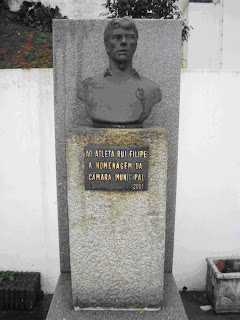 AO ATLETA RUI FILIPE
A HOMENAGEM DA
CÂMARA MUNICIPAL
2001